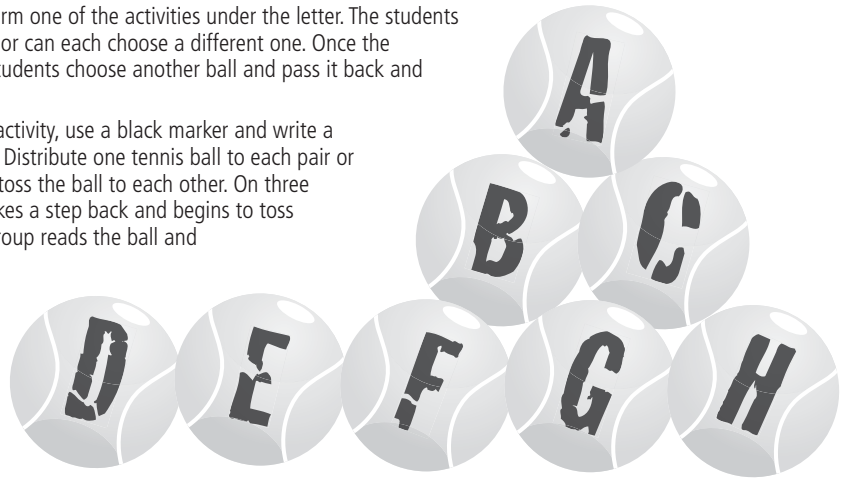 rm one of the activities under the letter. The students
or can each choose a different one. Once the
tudents choose another ball and pass it back and
activity, use a black marker and write a
Distribute one tennis ball to each pair or
toss the ball to each other. On three
kes a step back and begins to toss
roup reads the ball and
A
B C
D E F G H